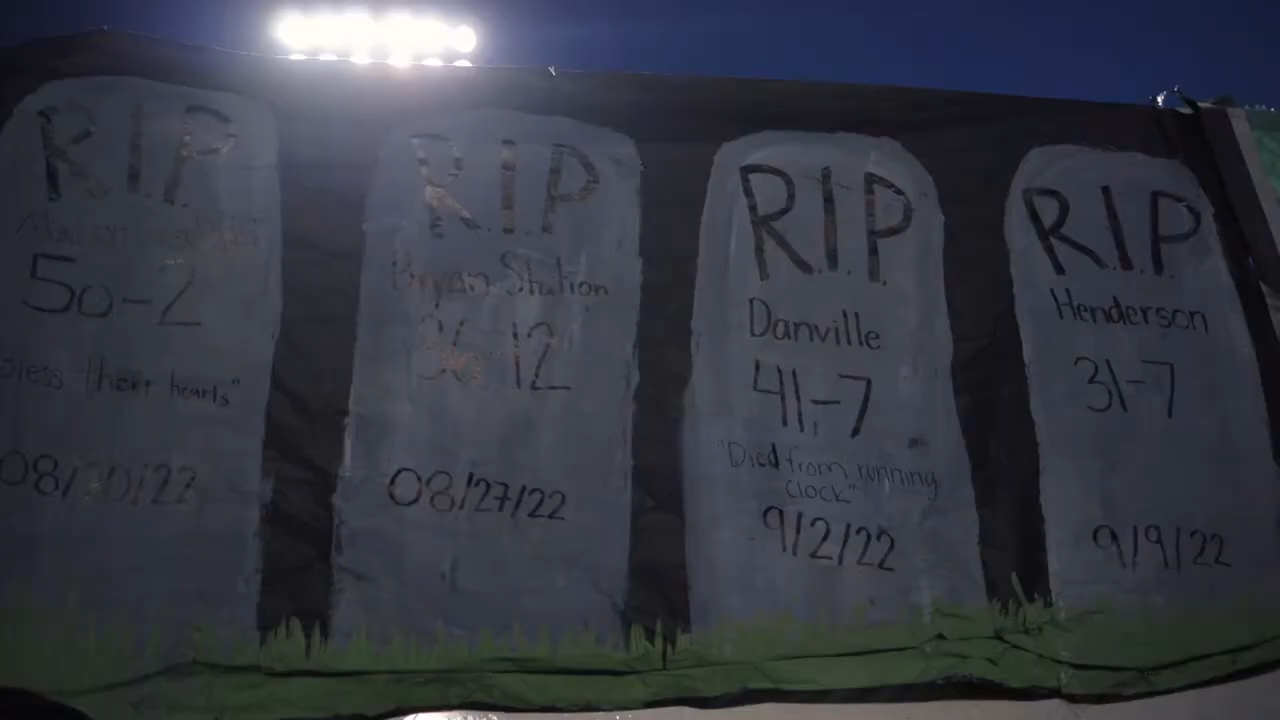 R.I.P
50-2
Bless their hearts"
08/20/22
R.I.P
Bryan Station
36-12
08/27/22
R.I.P.
Danville
41-7
"Died from running
clock"
9/2/22
R.I.P
Henderson
31-7
9/9/22